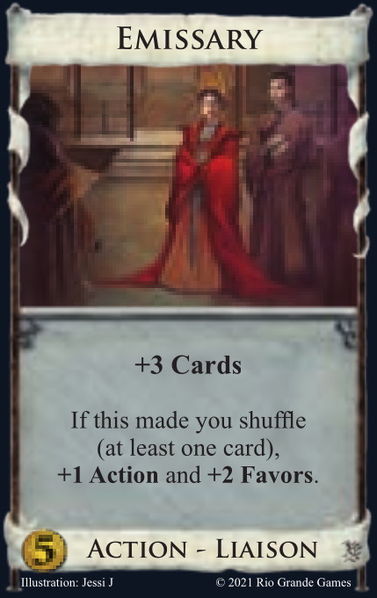 Emissary
+3 Cards
If this made you shuffle
(at least one card),
+1 Action and +2 Favors.
5 Action - Liaison
Illustration: Jessi J © 2021 Rio Grande Games